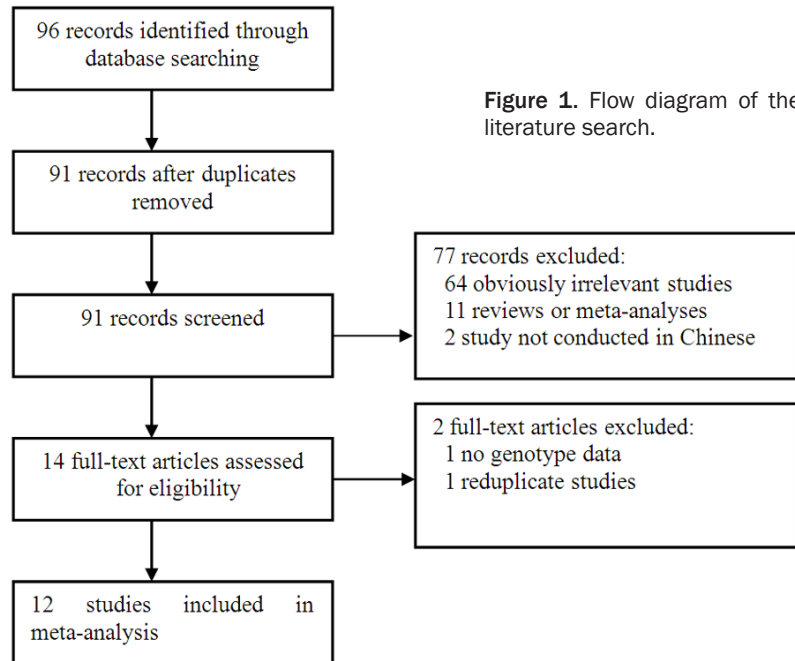 96 records identified through
database searching
Figure 1. Flow diagram of the
literature search.
91 records after duplicates
removed
77 records excluded:
64 obviously irrelevant studies
11 reviews or meta-analyses
2 study not conducted in Chinese
91 records screened
2 full-text articles excluded:
1 no genotype data
1 reduplicate studies
14 full-text articles assessed
for eligibility
12 studies included in
meta-analysis